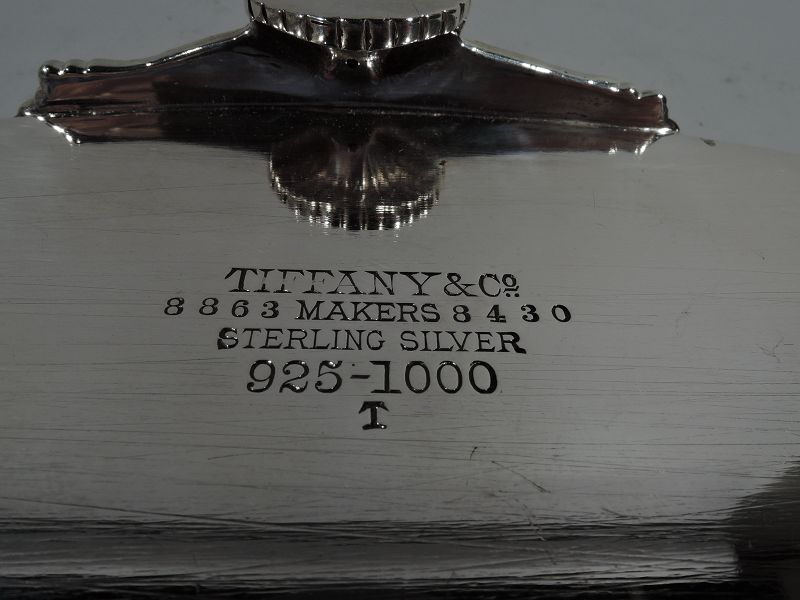 TIFFANY & Co.
8863 MAKERS 8430
STERLING SILVER
925-1000
T